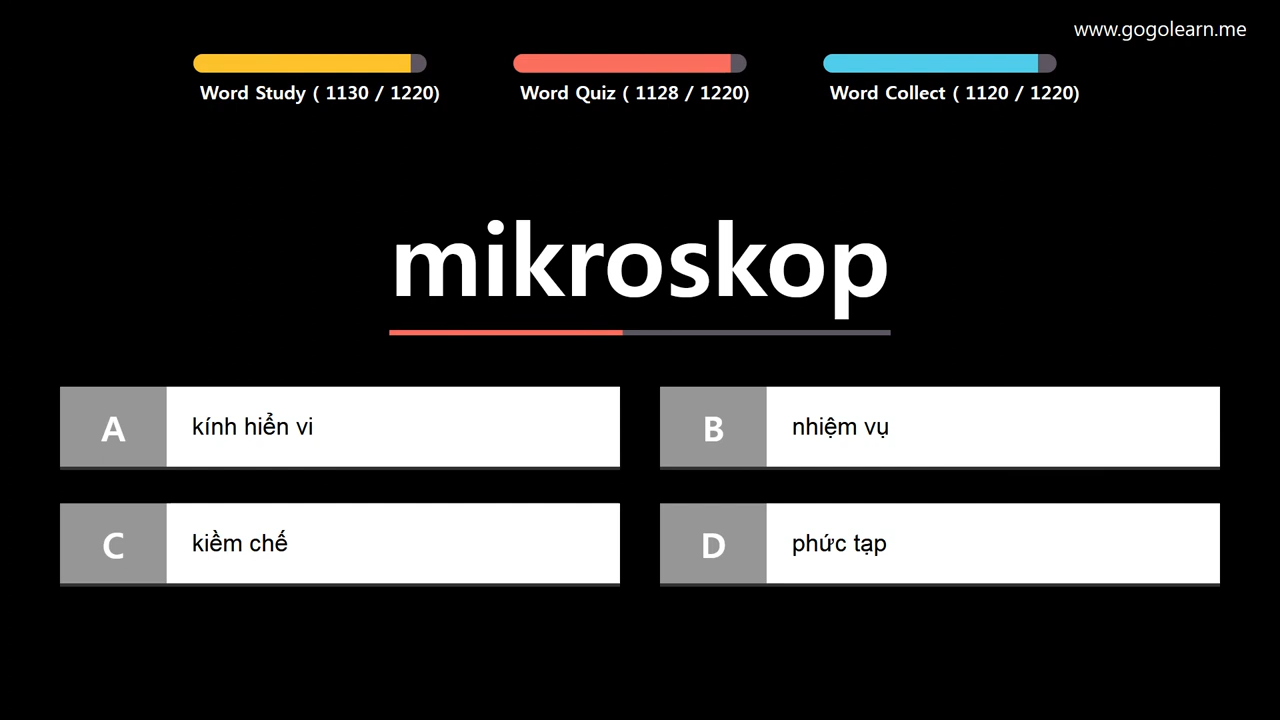 www.gogolearn.me
Word Study ( 1130 / 1220)
Word Quiz ( 1128 / 1220)
Word Collect ( 1120 / 1220)
mikroskop
A kính hiển vi
B nhiệm vụ
C kiềm chế
D phức tạp